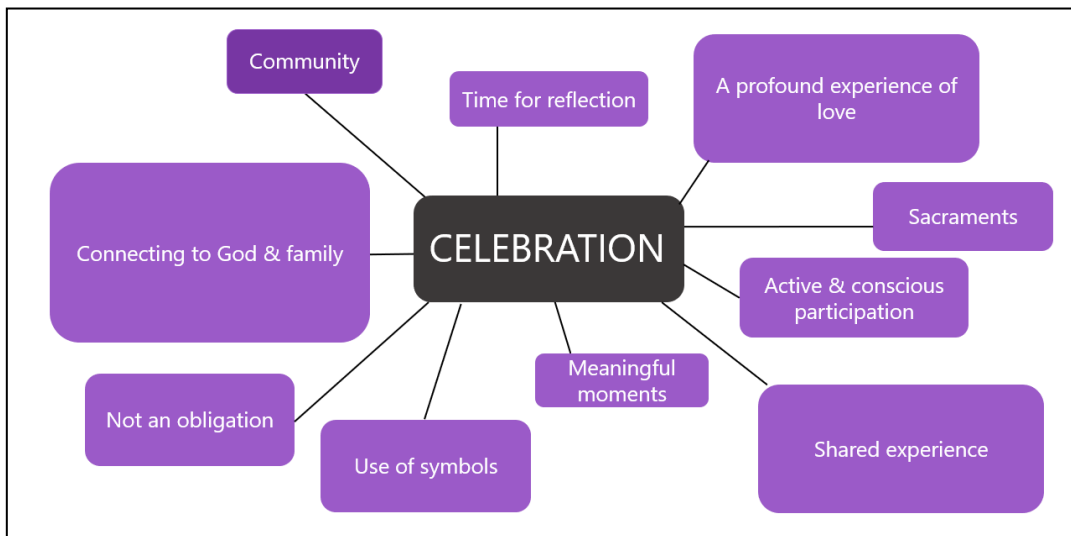 Community
Time for reflection
A profound experience of
love
Sacraments
Connecting to God & family
CELEBRATION
Active & conscious
participation
Meaningful
moments
Not an obligation
Use of symbols
Shared experience